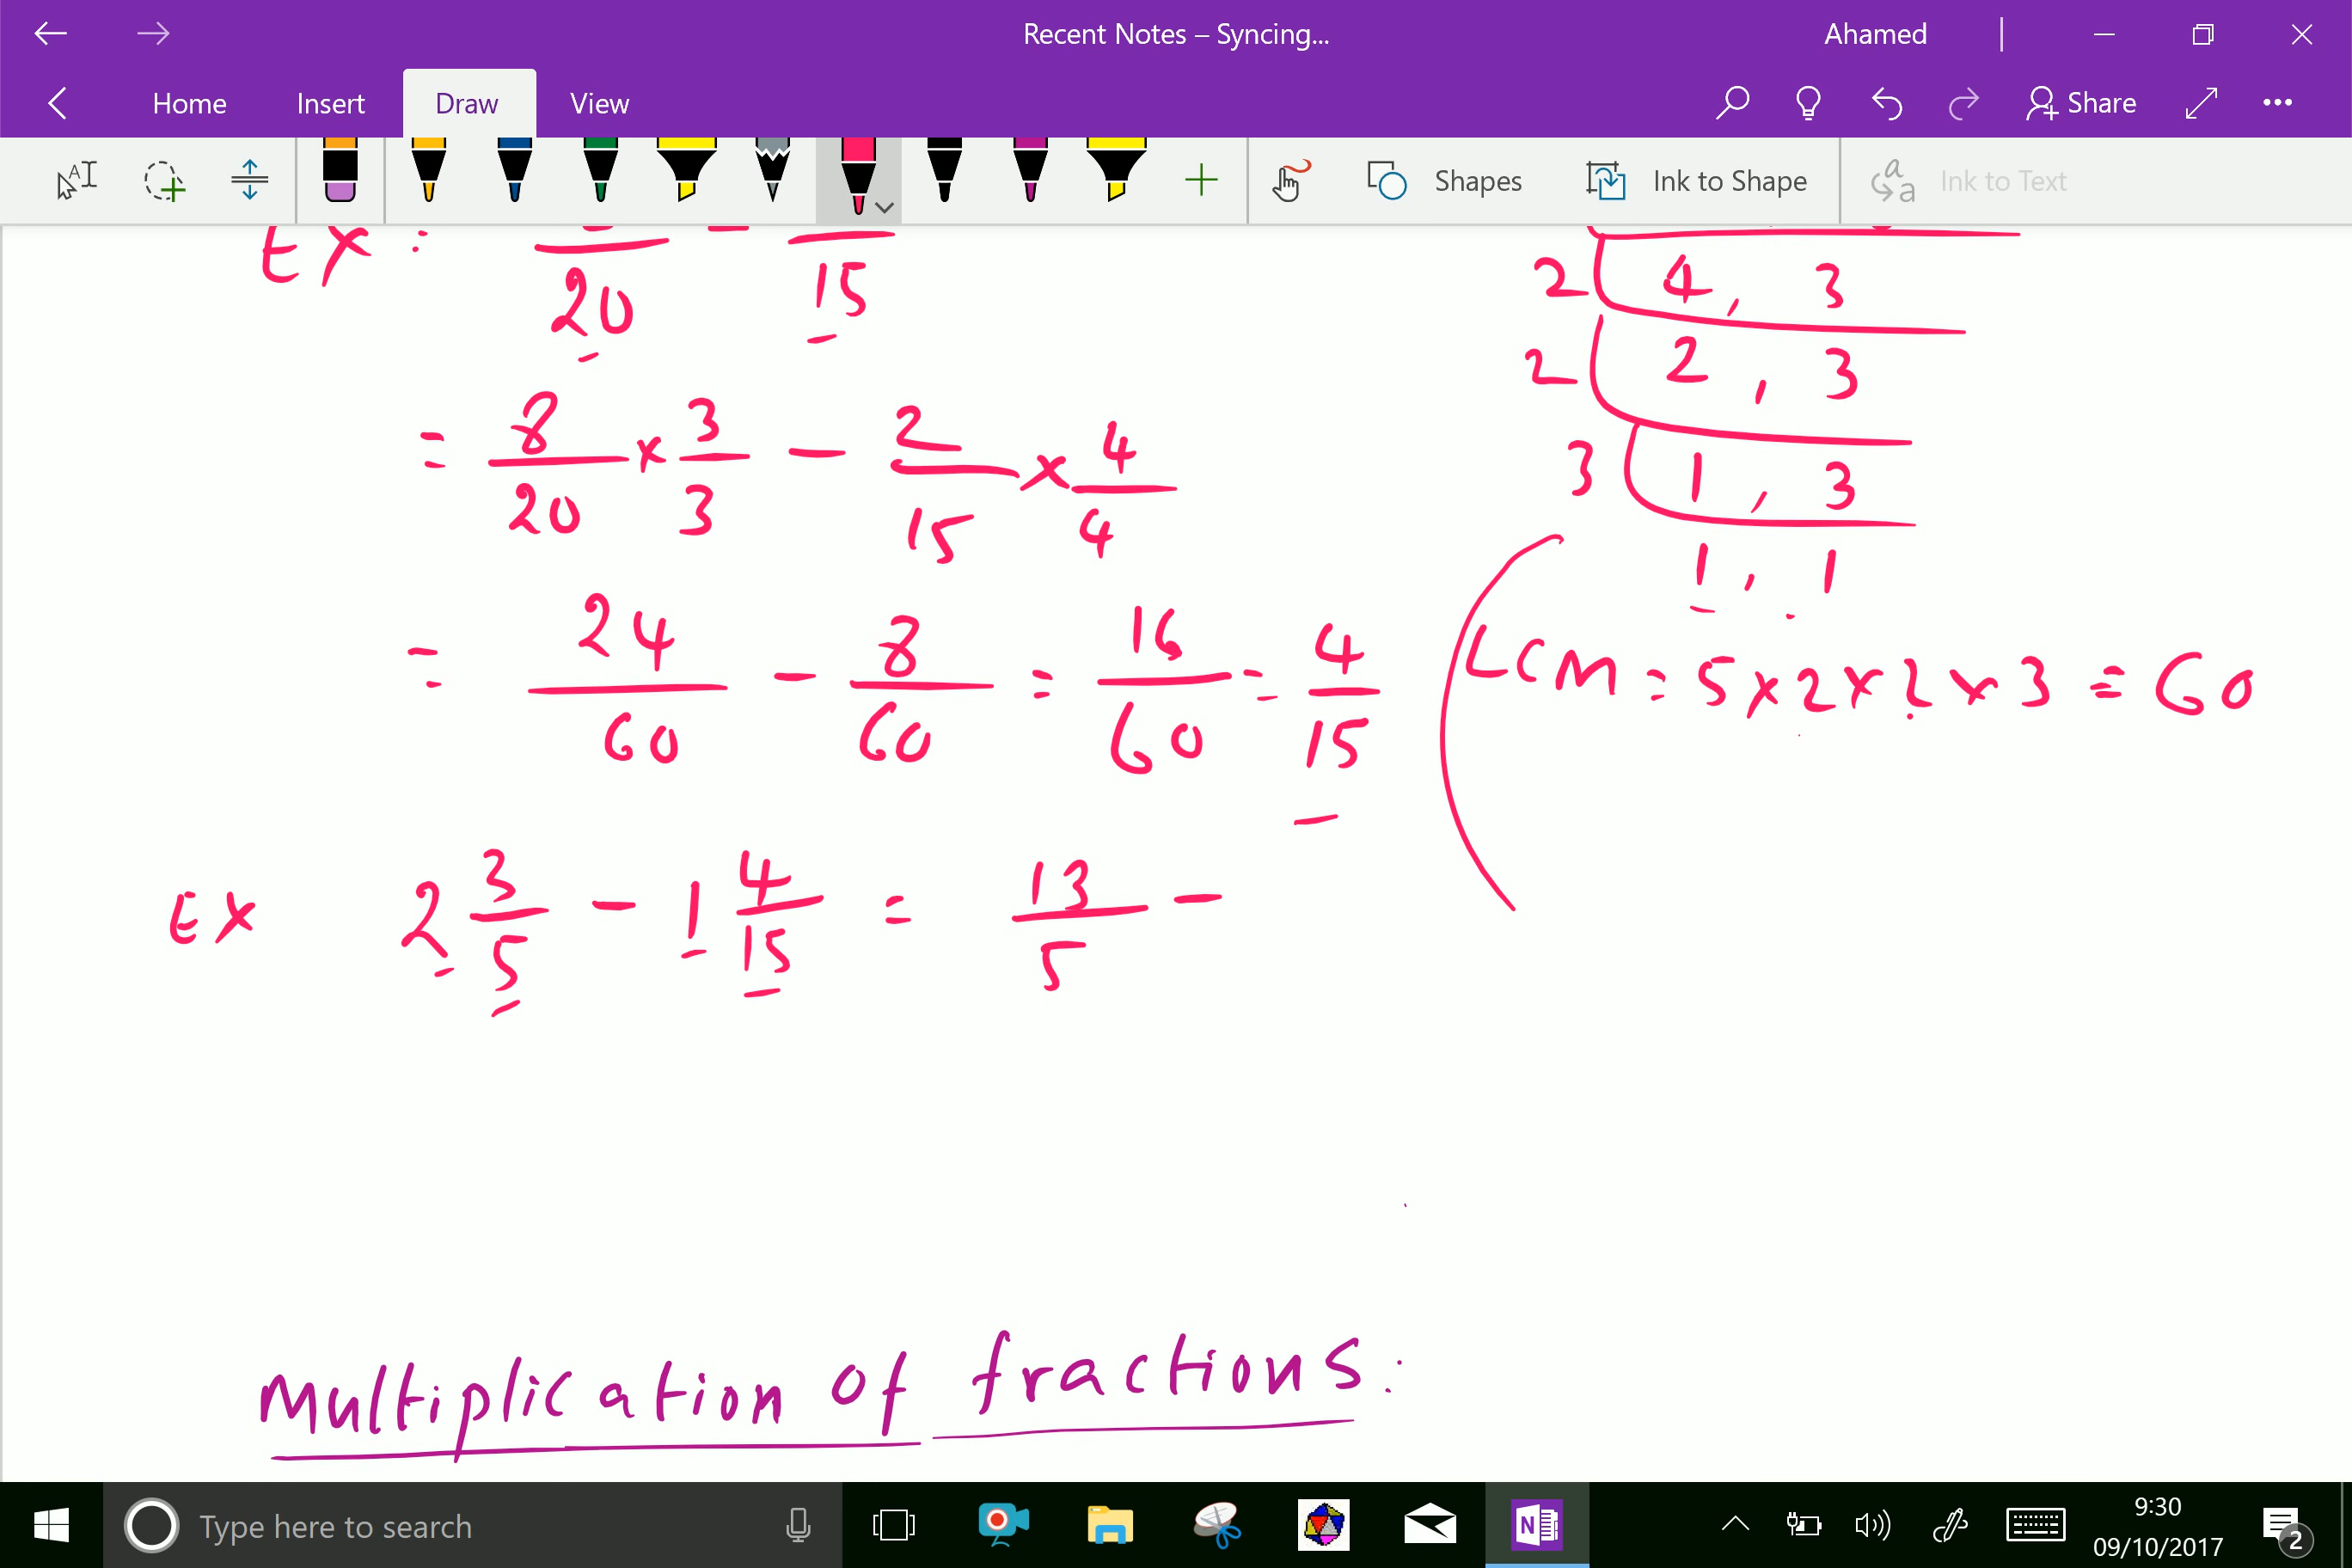 Recent Notes – Syncing...
Ahamed
Home Insert Draw View Share
Shapes Ink to Shape Ink to Text
EX :
20 15
= 8/20 × 3/3 − 2/15 × 4/4
= 24/60 − 8/60 = 16/60 = 4/15
EX 2 3/5 − 1 4/15 = 13/5 −
2 4, 3
2 2, 3
3 1, 3
1, 1
LCM = 5 × 2 × 2 × 3 = 60
Multiplication of fractions:
Type here to search
9:30
09/10/2017
2